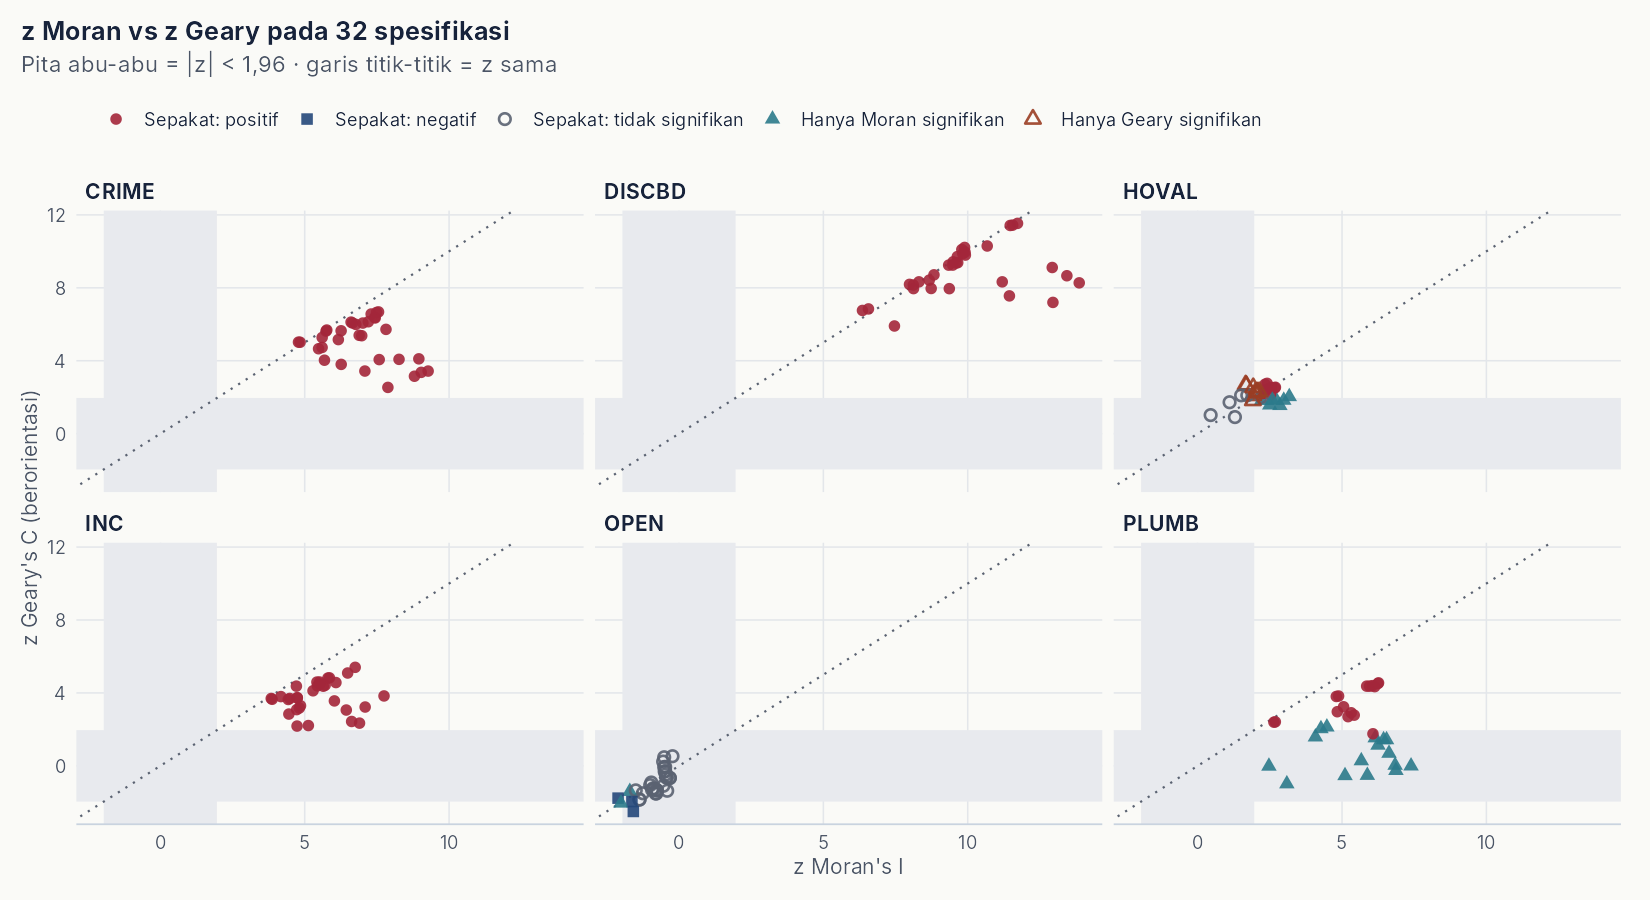 z Moran vs z Geary pada 32 spesifikasi
Pita abu-abu = |z| < 1,96 · garis titik-titik = z sama
Sepakat: positif
Sepakat: negatif
Sepakat: tidak signifikan
Hanya Moran signifikan
Hanya Geary signifikan
CRIME
DISCBD
HOVAL
12
8
4
0
INC
OPEN
PLUMB
12
8
4
0
0 5 10
0 5 10
0 5 10
z Moran's I
z Geary's C (berorientasi)